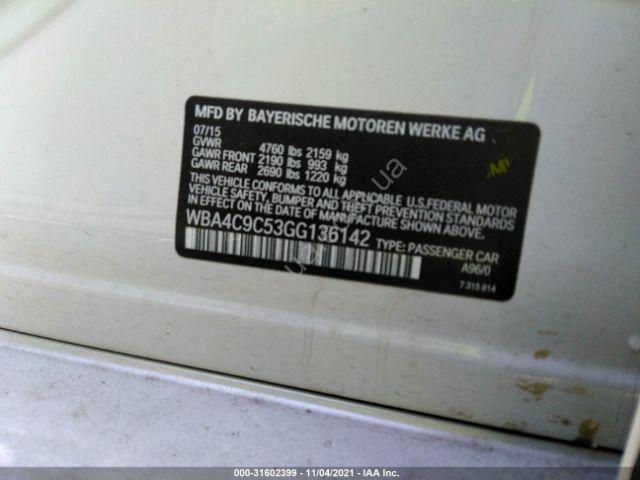 MFD BY BAYERISCHE MOTOREN WERKE AG
07/15
GVWR 4760 lbs 2159 kg
GAWR FRONT 2190 lbs 993 kg
GAWR REAR 2690 lbs 1220 kg
THIS CAR CONFORMS TO ALL APPLICABLE U.S. FEDERAL MOTOR
VEHICLE SAFETY, BUMPER, AND THEFT PREVENTION STANDARDS
IN EFFECT ON THE DATE OF MANUFACTURE SHOWN ABOVE.
WBA4C9C53GG136142 TYPE: PASSENGER CAR
A96/0
7 315 814
000-31602399 - 11/04/2021 - IAA Inc.